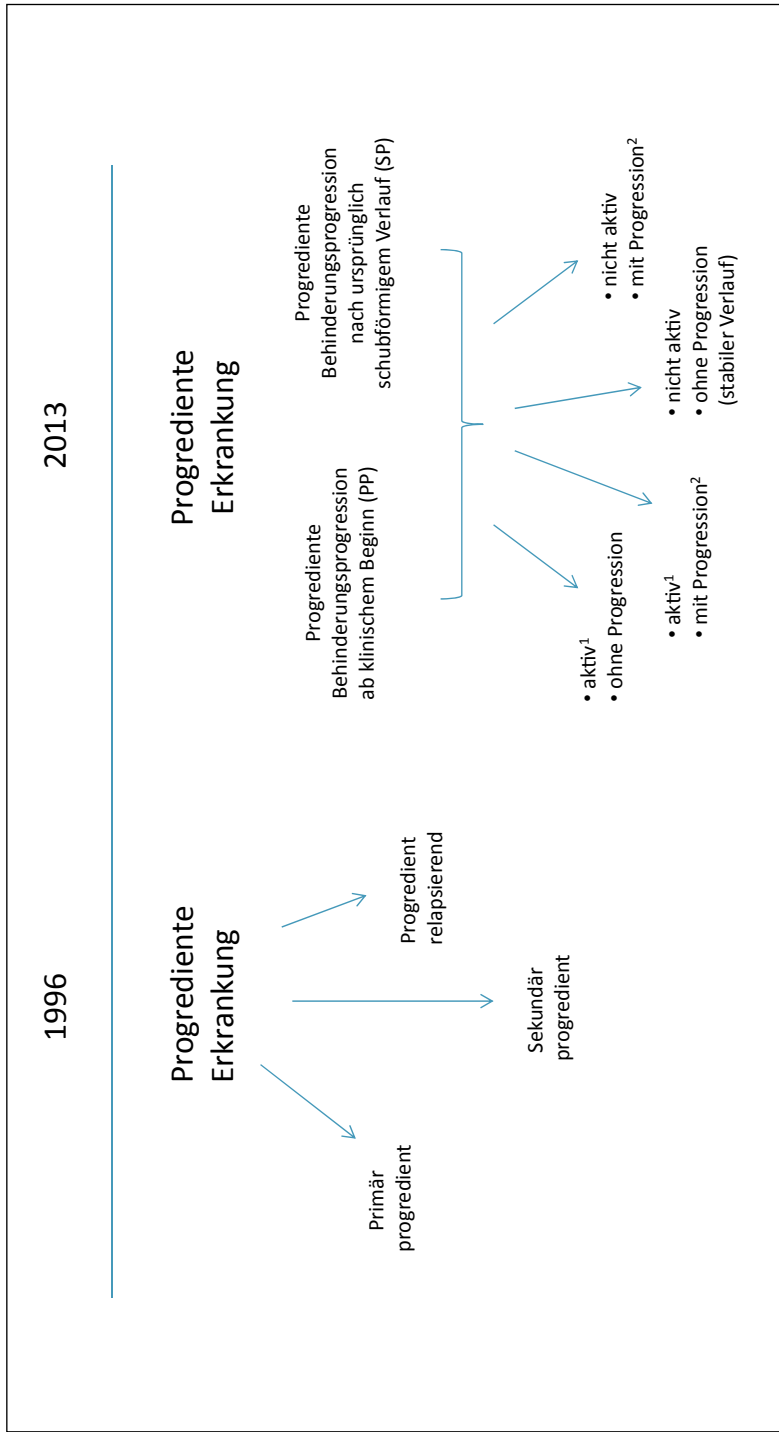 1996
2013
Progrediente
Erkrankung
Primär
progredient
Sekundär
progredient
Progredient
relapsierend
Progrediente
Erkrankung
Progrediente
Behinderungsprogression
ab klinischem Beginn (PP)
Progrediente
Behinderungsprogression
nach ursprünglich
schubförmigem Verlauf (SP)
• aktiv¹
• ohne Progression
• aktiv¹
• mit Progression²
• nicht aktiv
• ohne Progression
(stabiler Verlauf)
• nicht aktiv
• mit Progression²